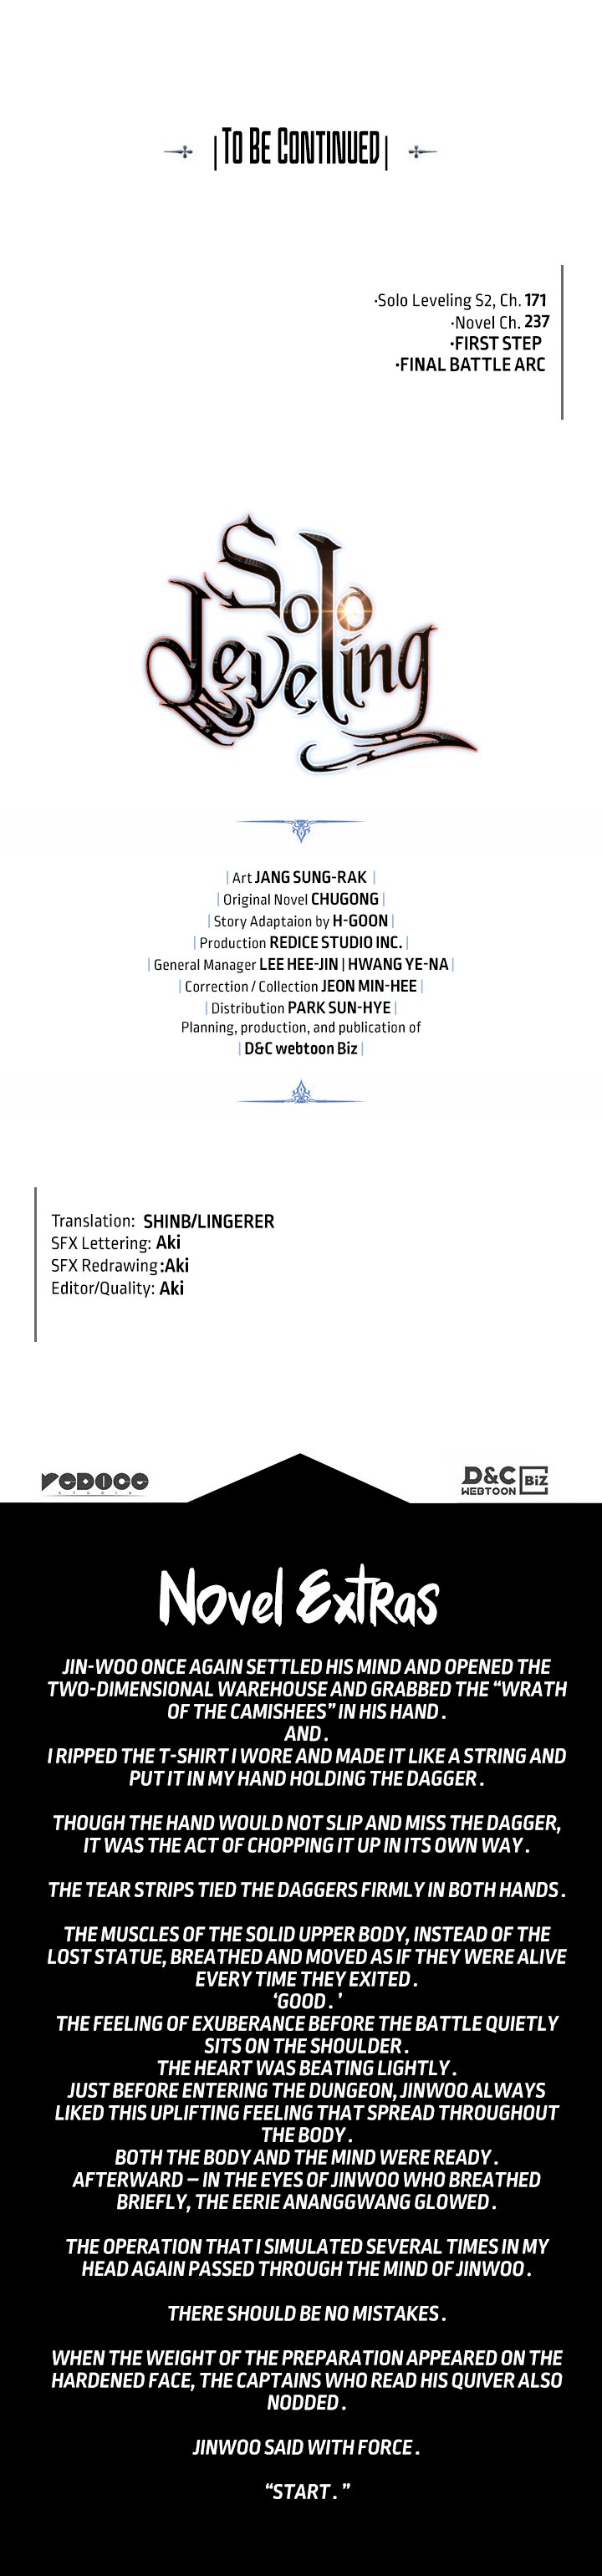 TO BE CONTINUED
•Solo Leveling S2, Ch. 171
•Novel Ch. 237
•FIRST STEP
•FINAL BATTLE ARC
Solo
Leveling
| Art JANG SUNG-RAK |
| Original Novel CHUGONG |
| Story Adaptaion by H-GOON |
| Production REDICE STUDIO INC. |
| General Manager LEE HEE-JIN | HWANG YE-NA |
| Correction / Collection JEON MIN-HEE |
| Distribution PARK SUN-HYE |
Planning, production, and publication of
| D&C webtoon Biz |
Translation: SHINB/LINGERER
SFX Lettering: Aki
SFX Redrawing:Aki
Editor/Quality: Aki
REDICE
STUDIO
D&C
WEBTOON BiZ
Novel Extras
JIN-WOO ONCE AGAIN SETTLED HIS MIND AND OPENED THE
TWO-DIMENSIONAL WAREHOUSE AND GRABBED THE “WRATH
OF THE CAMISHEES” IN HIS HAND .
AND .
I RIPPED THE T-SHIRT I WORE AND MADE IT LIKE A STRING AND
PUT IT IN MY HAND HOLDING THE DAGGER .
THOUGH THE HAND WOULD NOT SLIP AND MISS THE DAGGER,
IT WAS THE ACT OF CHOPPING IT UP IN ITS OWN WAY .
THE TEAR STRIPS TIED THE DAGGERS FIRMLY IN BOTH HANDS .
THE MUSCLES OF THE SOLID UPPER BODY, INSTEAD OF THE
LOST STATUE, BREATHED AND MOVED AS IF THEY WERE ALIVE
EVERY TIME THEY EXITED .
‘GOOD . ’
THE FEELING OF EXUBERANCE BEFORE THE BATTLE QUIETLY
SITS ON THE SHOULDER .
THE HEART WAS BEATING LIGHTLY .
JUST BEFORE ENTERING THE DUNGEON, JINWOO ALWAYS
LIKED THIS UPLIFTING FEELING THAT SPREAD THROUGHOUT
THE BODY .
BOTH THE BODY AND THE MIND WERE READY .
AFTERWARD – IN THE EYES OF JINWOO WHO BREATHED
BRIEFLY, THE EERIE ANANGGWANG GLOWED .
THE OPERATION THAT I SIMULATED SEVERAL TIMES IN MY
HEAD AGAIN PASSED THROUGH THE MIND OF JINWOO .
THERE SHOULD BE NO MISTAKES .
WHEN THE WEIGHT OF THE PREPARATION APPEARED ON THE
HARDENED FACE, THE CAPTAINS WHO READ HIS QUIVER ALSO
NODDED .
JINWOO SAID WITH FORCE .
“START . ”